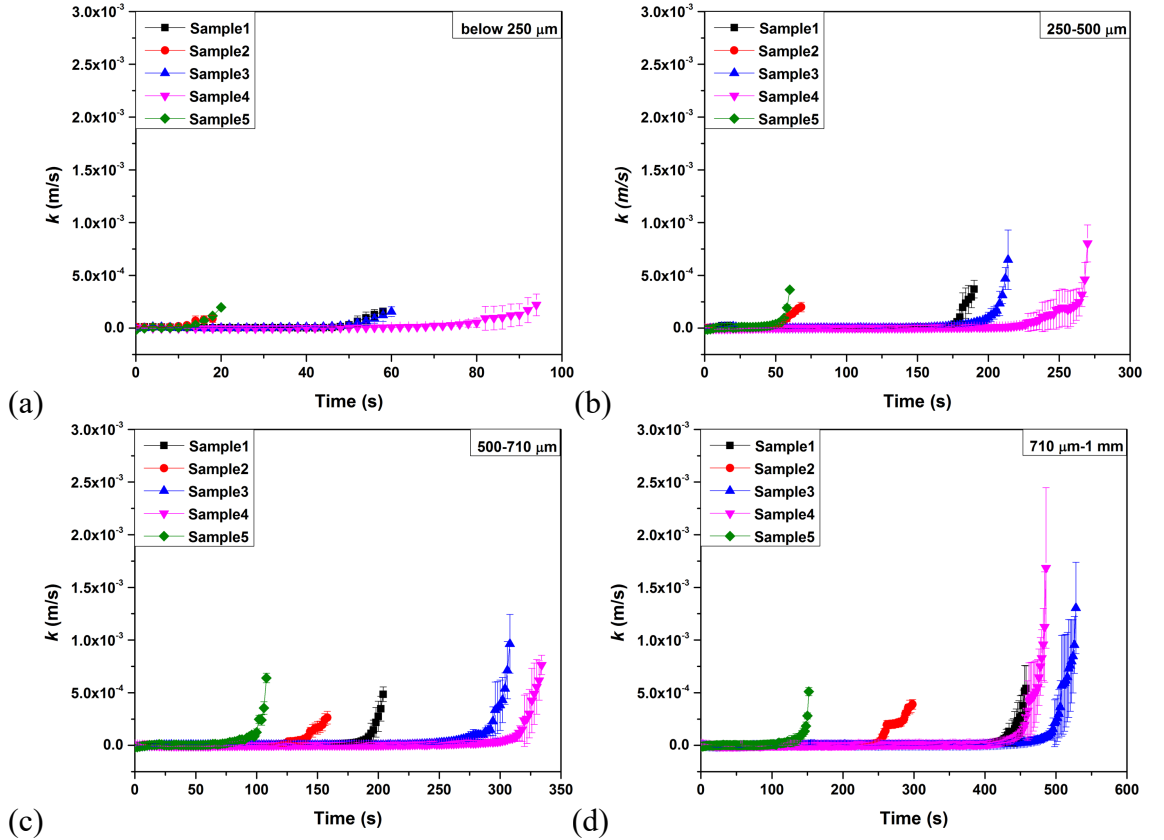 3.0x10⁻³
2.5x10⁻³
2.0x10⁻³
1.5x10⁻³
1.0x10⁻³
5.0x10⁻⁴
0.0
k (m/s)
Sample1
Sample2
Sample3
Sample4
Sample5
below 250 µm
0 20 40 60 80 100
Time (s)
(a)
3.0x10⁻³
2.5x10⁻³
2.0x10⁻³
1.5x10⁻³
1.0x10⁻³
5.0x10⁻⁴
0.0
k (m/s)
Sample1
Sample2
Sample3
Sample4
Sample5
250-500 µm
0 50 100 150 200 250 300
Time (s)
(b)
3.0x10⁻³
2.5x10⁻³
2.0x10⁻³
1.5x10⁻³
1.0x10⁻³
5.0x10⁻⁴
0.0
k (m/s)
Sample1
Sample2
Sample3
Sample4
Sample5
500-710 µm
0 50 100 150 200 250 300 350
Time (s)
(c)
3.0x10⁻³
2.5x10⁻³
2.0x10⁻³
1.5x10⁻³
1.0x10⁻³
5.0x10⁻⁴
0.0
k (m/s)
Sample1
Sample2
Sample3
Sample4
Sample5
710 µm-1 mm
0 100 200 300 400 500 600
Time (s)
(d)